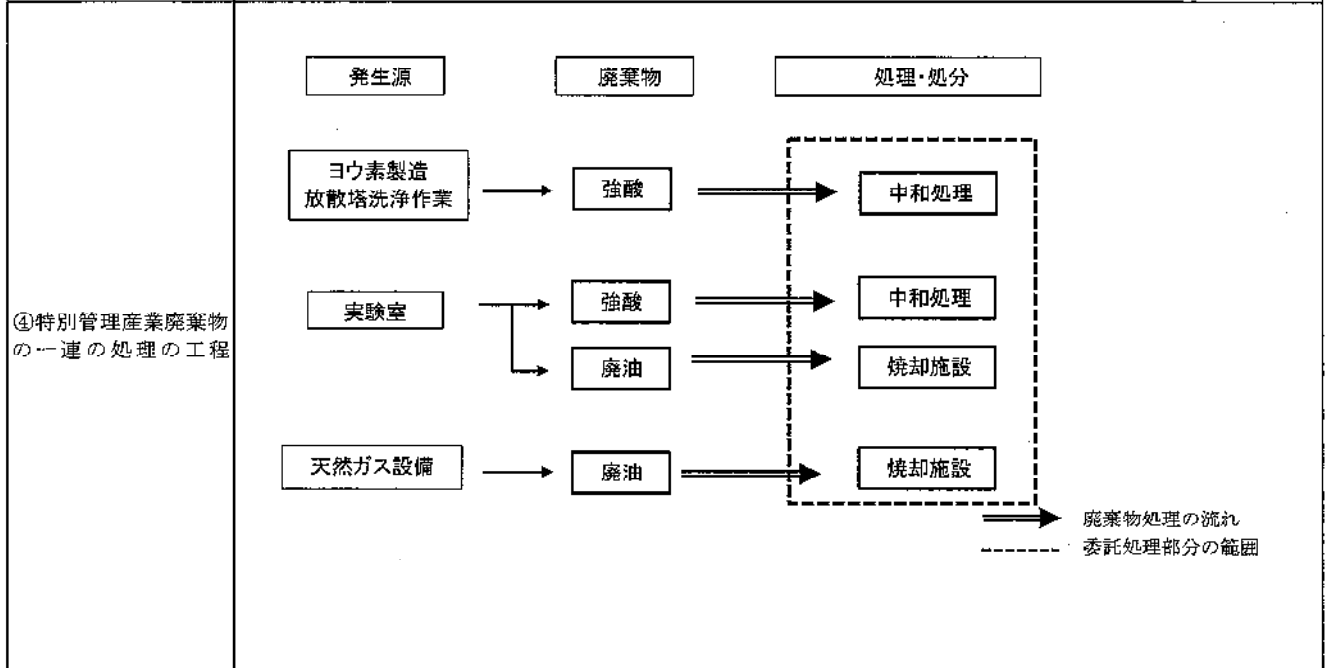 ④特別管理産業廃棄物
の一連の処理の工程
発生源 廃棄物 処理・処分
ヨウ素製造
放散塔洗浄作業
強酸 中和処理
実験室 強酸 中和処理
廃油 焼却施設
天然ガス設備 廃油 焼却施設
廃棄物処理の流れ
委託処理部分の範囲